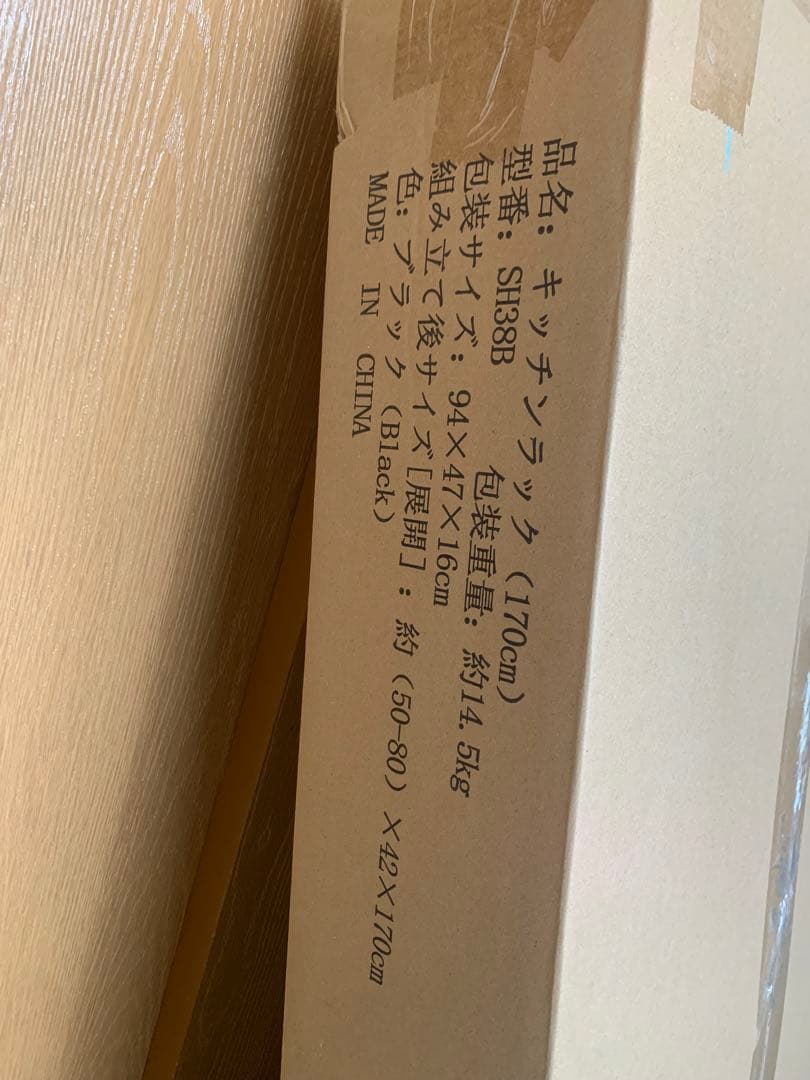 品名: キッチンラック (170cm)
型番: SH38B 包装重量: 約14.5kg
包装サイズ: 94×47×16cm
組み立て後サイズ[展開]: 約 (50-80) ×42×170cm
色: ブラック (Black)
MADE IN CHINA